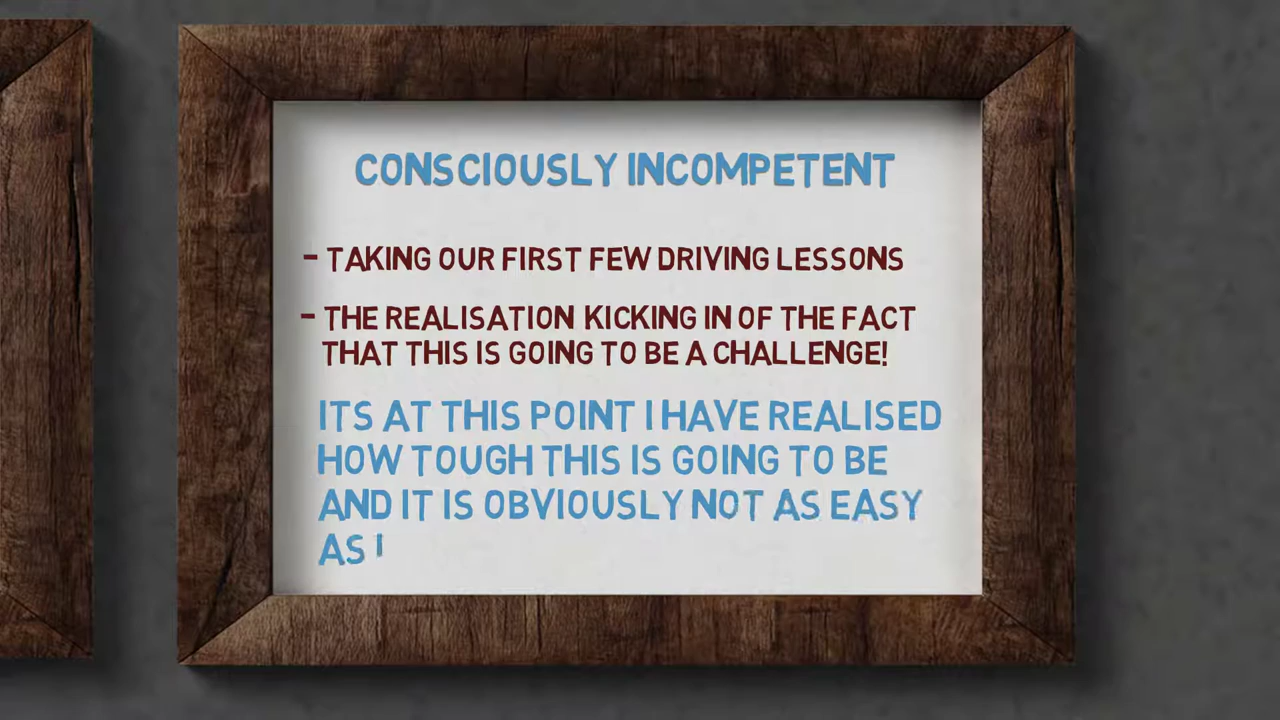 CONSCIOUSLY INCOMPETENT
- TAKING OUR FIRST FEW DRIVING LESSONS
- THE REALISATION KICKING IN OF THE FACT
THAT THIS IS GOING TO BE A CHALLENGE!
ITS AT THIS POINT I HAVE REALISED
HOW TOUGH THIS IS GOING TO BE
AND IT IS OBVIOUSLY NOT AS EASY
AS I